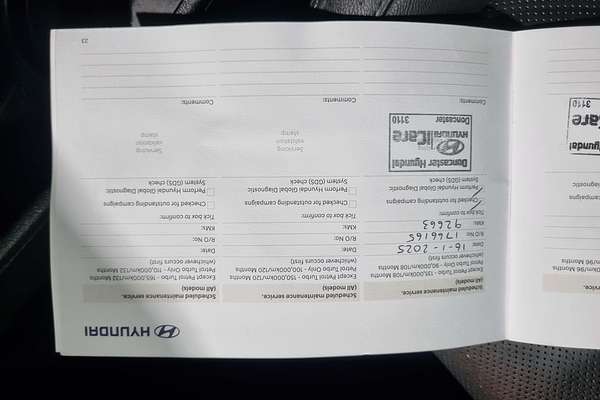 HYUNDAI
Scheduled maintenance service.
(All models)
Except Petrol Turbo Only - 135,000km/108 Months
Petrol Turbo Only - 90,000km/108 Months
(whichever occurs first)
Date: 16-1-2025
R/O No: 1766165
KMs: 92663
Tick box to confirm:
Checked for outstanding campaigns
Perform Hyundai Global Diagnostic
System (GDS) check
Doncaster Hyundai
HYUNDAI
iCare
Doncaster
3110
Comments:
Scheduled maintenance service.
(All models)
Except Petrol Turbo Only - 150,000km/120 Months
Petrol Turbo Only - 100,000km/120 Months
(whichever occurs first)
Date:
R/O No:
KMs:
Tick box to confirm:
Checked for outstanding campaigns
Perform Hyundai Global Diagnostic
System (GDS) check
Servicing
validation
stamp
Comments:
Scheduled maintenance service.
(All models)
Except Petrol Turbo Only - 165,000km/132 Months
Petrol Turbo Only - 110,000km/132 Months
(whichever occurs first)
Date:
R/O No:
KMs:
Tick box to confirm:
Checked for outstanding campaigns
Perform Hyundai Global Diagnostic
System (GDS) check
Servicing
validation
stamp
Comments:
23